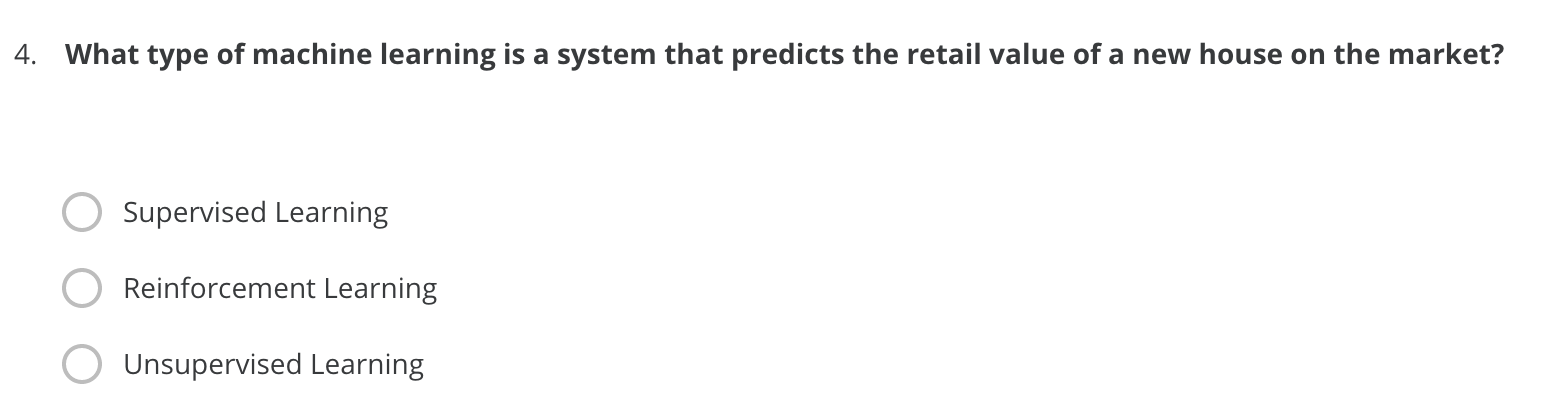 4. What type of machine learning is a system that predicts the retail value of a new house on the market?
Supervised Learning
Reinforcement Learning
Unsupervised Learning